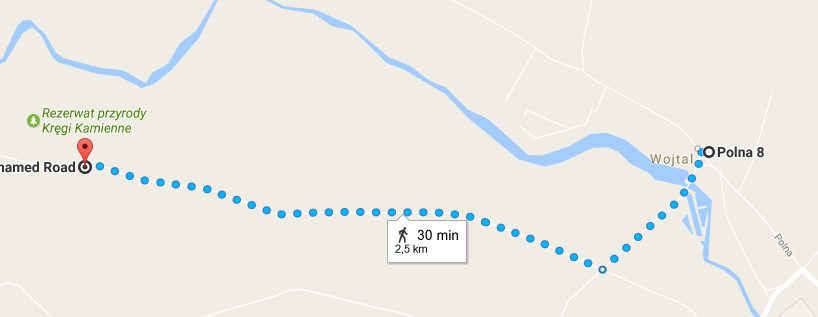 Rezerwat przyrody
Kręgi Kamienne
named Road
Wojtal
Polna 8
30 min
2,5 km
Polna